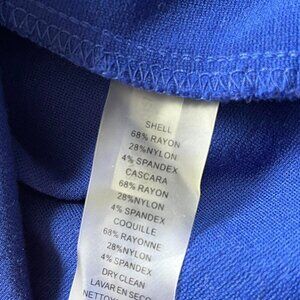 SHELL
68% RAYON
28%NYLON
4% SPANDEX
CASCARA
68% RAYON
28%NYLON
4% SPANDEX
COQUILLE
68% RAYONNE
28%NYLON
4% SPANDEX
DRY CLEAN
LAVAR EN SECO
NETTOY